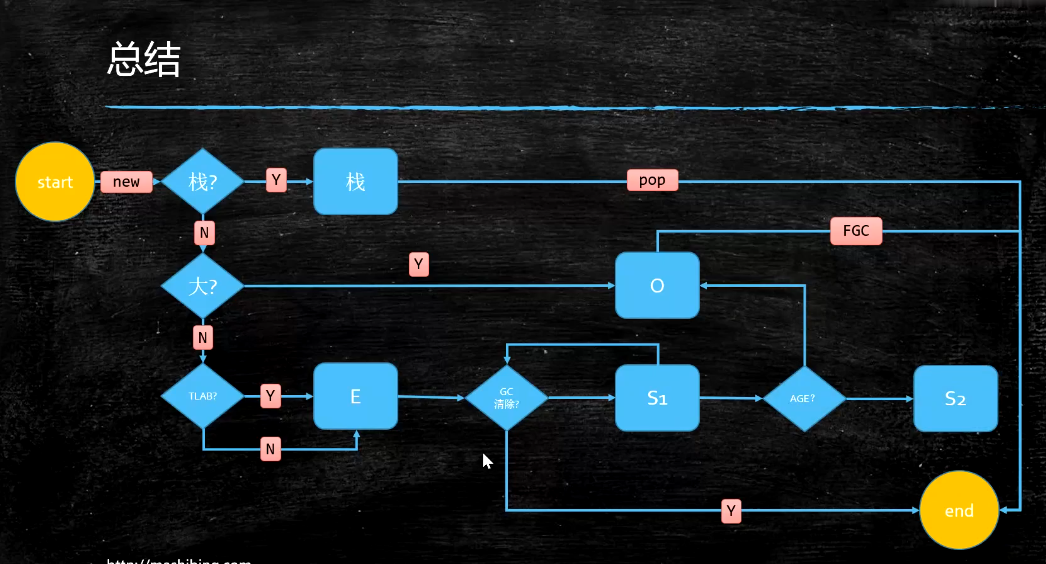 总结
start
new
栈?
Y
栈
pop
N
FGC
大?
Y
O
N
TLAB?
Y
E
GC
清除?
S1
AGE?
S2
N
Y
end
http://mashibing.com